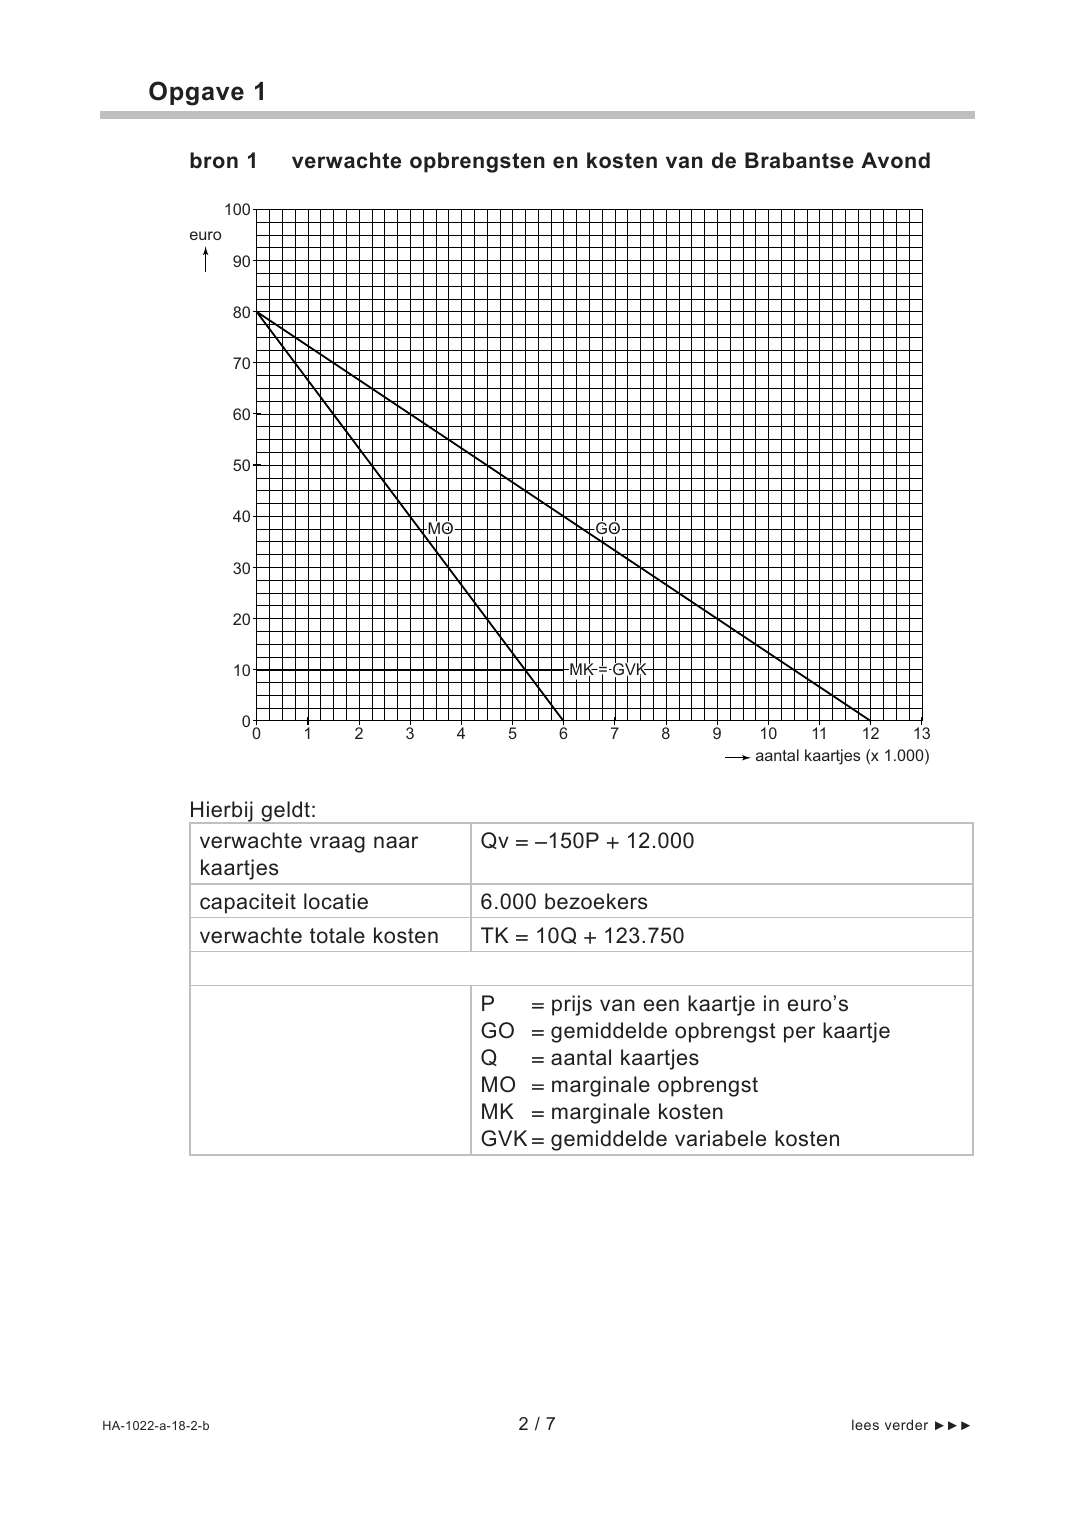 Opgave 1
bron 1 verwachte opbrengsten en kosten van de Brabantse Avond
100
euro
90
80
70
60
50
40
MO GO
30
20
10
MK = GVK
0
0 1 2 3 4 5 6 7 8 9 10 11 12 13
aantal kaartjes (x 1.000)
Hierbij geldt:
verwachte vraag naar kaartjes Qv = –150P + 12.000
capaciteit locatie 6.000 bezoekers
verwachte totale kosten TK = 10Q + 123.750
P = prijs van een kaartje in euro’s
GO = gemiddelde opbrengst per kaartje
Q = aantal kaartjes
MO = marginale opbrengst
MK = marginale kosten
GVK = gemiddelde variabele kosten
HA-1022-a-18-2-b 2 / 7 lees verder ►►►